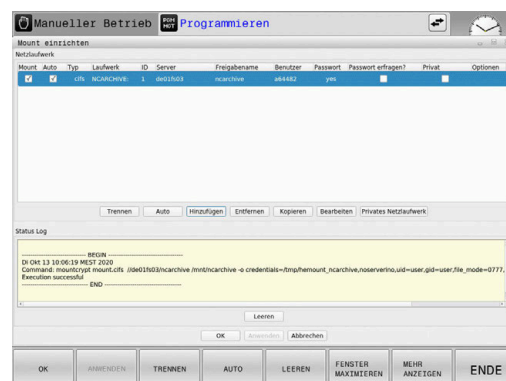 Manueller Betrieb PGM MGT Programmieren
Mount einrichten
Netzlaufwerk
Mount Auto Typ Laufwerk ID Server Freigabename Benutzer Passwort Passwort erfragen? Privat Optionen
cifs NCARCHIVE: 1 de01fs03 ncarchive a64482 yes
Trennen Auto Hinzufügen Entfernen Kopieren Bearbeiten Privates Netzlaufwerk
Status Log
------------------------ BEGIN ------------------------
Di Okt 13 10:06:19 MEST 2020
Command: mountcrypt mount.cifs //de01fs03/ncarchive /mnt/ncarchive -o credentials=/tmp/hemount_ncarchive,noserverino,uid=user,gid=user,file_mode=0777,
Execution successful
------------------------ END ------------------------
Leeren
OK Anwenden Abbrechen
OK ANWENDEN TRENNEN AUTO LEEREN FENSTER MAXIMIEREN MEHR ANZEIGEN ENDE